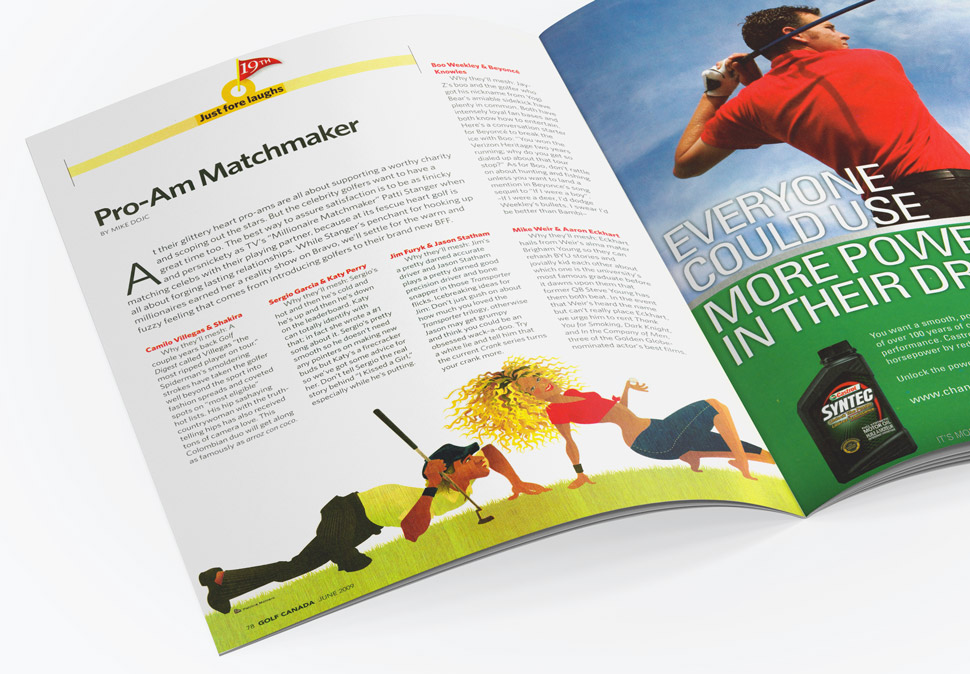 19TH
Just fore laughs
Pro-Am Matchmaker
BY MIKE DOIC
At their glittery heart pro-ams are all about supporting a worthy charity
and scoping out the stars. But the celebrity golfers want to have a
great time too. The best way to assure satisfaction is to be as finicky
and persnickety as TV's "Millionaire Matchmaker" Patti Stanger when
matching celebs with their playing partner, because at its fescue heart golf is
all about forging lasting relationships. While Stanger's penchant for hooking up
millionaires earned her a reality show on Bravo, we'll settle for the warm and
fuzzy feeling that comes from introducing golfers to their brand new BFF.
Camilo Villegas & Shakira
Why they'll mesh: A
couple years back Golf
Digest called Villegas "the
most ripped dude on tour."
Spiderman's smoldering
strokes have taken the golfer
well beyond the sport into
fashion spreads and coveted
spots on "most eligible"
hot lists. His hip sashaying
countrywoman with the truth-
telling hips has also received
tons of camera love. This
Colombian duo will get along
as famously as arroz con coco.
Sergio Garcia & Katy Perry
Why they'll mesh: Sergio's
hot and then he's cold and
he's up and then he's down
on the leaderboard. Katy
can totally identify with
that: in fact she wrote a #1
song about it. Sergio's pretty
smooth so he doesn't need
any pointers on making new
buds but Katy's a firecracker
so we've got some advice for
her. Don't tell Sergio the real
story behind "I Kissed a Girl,"
especially while he's putting.
Jim Furyk & Jason Statham
Why they'll mesh: Jim's
a pretty damned accurate
driver and Jason Statham
plays a pretty damned good
precision driver and bone
snapper in those Transporter
flicks. Icebreaking ideas for
Jim: don't just gush on about
how much you loved the
Transporter trilogy, otherwise
Jason may get grumpy
and think you could be an
obsessed wack-a-doo. Try
a white lie and tell him that
the current Crank series funs
your crank more.
Boo Weekley & Beyoncé
Knowles
Why they'll mesh: Jay-
Z's boo and the golfer who
got his nickname from Yogi
Bear's amiable sidekick have
plenty in common. Both have
intensely loyal fan bases and
both know how to entertain.
Here's a conversation starter
for Beyoncé to break the
ice with Boo: "You won the
Verizon Heritage two years
running, why do you get so
dialed up about that tour
stop?" As for Boo, don't rattle
on about hunting and fishing
unless you want to land a
mention in Beyonce's song
sequel to "If I were a boy"
-If I were a deer, I'd dodge
Weekley's bullets, I swear I'd
be better than Bambi-.
Mike Weir & Aaron Eckhart
Why they'll mesh: Eckhart
hails from Weir's alma mater
Brigham Young so they can
rehash BYU stories and
jovially kid each other about
which one is the university's
most famous graduate before
it dawns upon them that
former QB Steve Young has
them both beat. In the event
that Weir's heard the name
but can't really place Eckhart,
we urge him to rent Thank
You for Smoking, Dark Knight,
and In the Company of Men,
three of the Golden Globe-
nominated actor's best films.
78 GOLF CANADA JUNE 2009
EVERYONE
COULD USE
MORE POWE
IN THEIR DR
You want a smooth, po
of over 100 years of c
performance. Castro
horsepower by red
Unlock the powe
www.chan
IT'S MO
Castrol
SYNTEC
MOTOR OIL